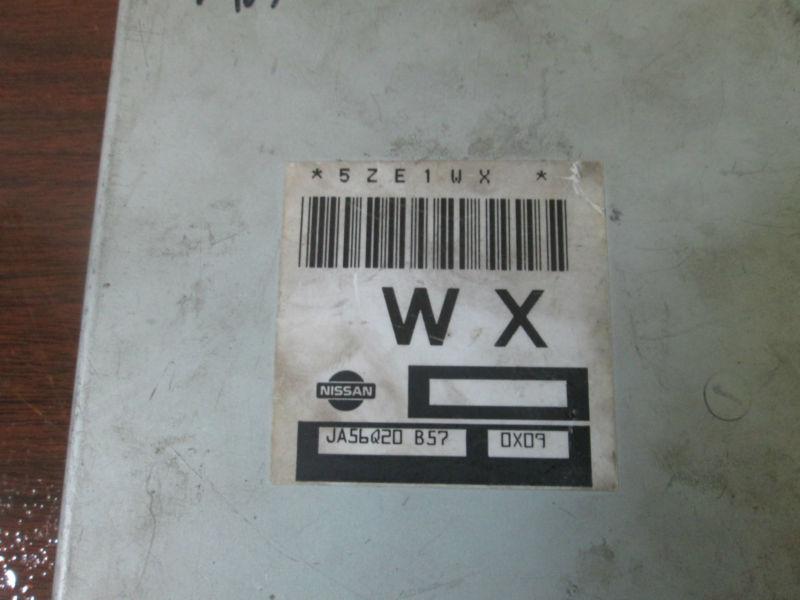 * 5 Z E 1 W X *
W X
NISSAN
JA56Q20 B57 0X09